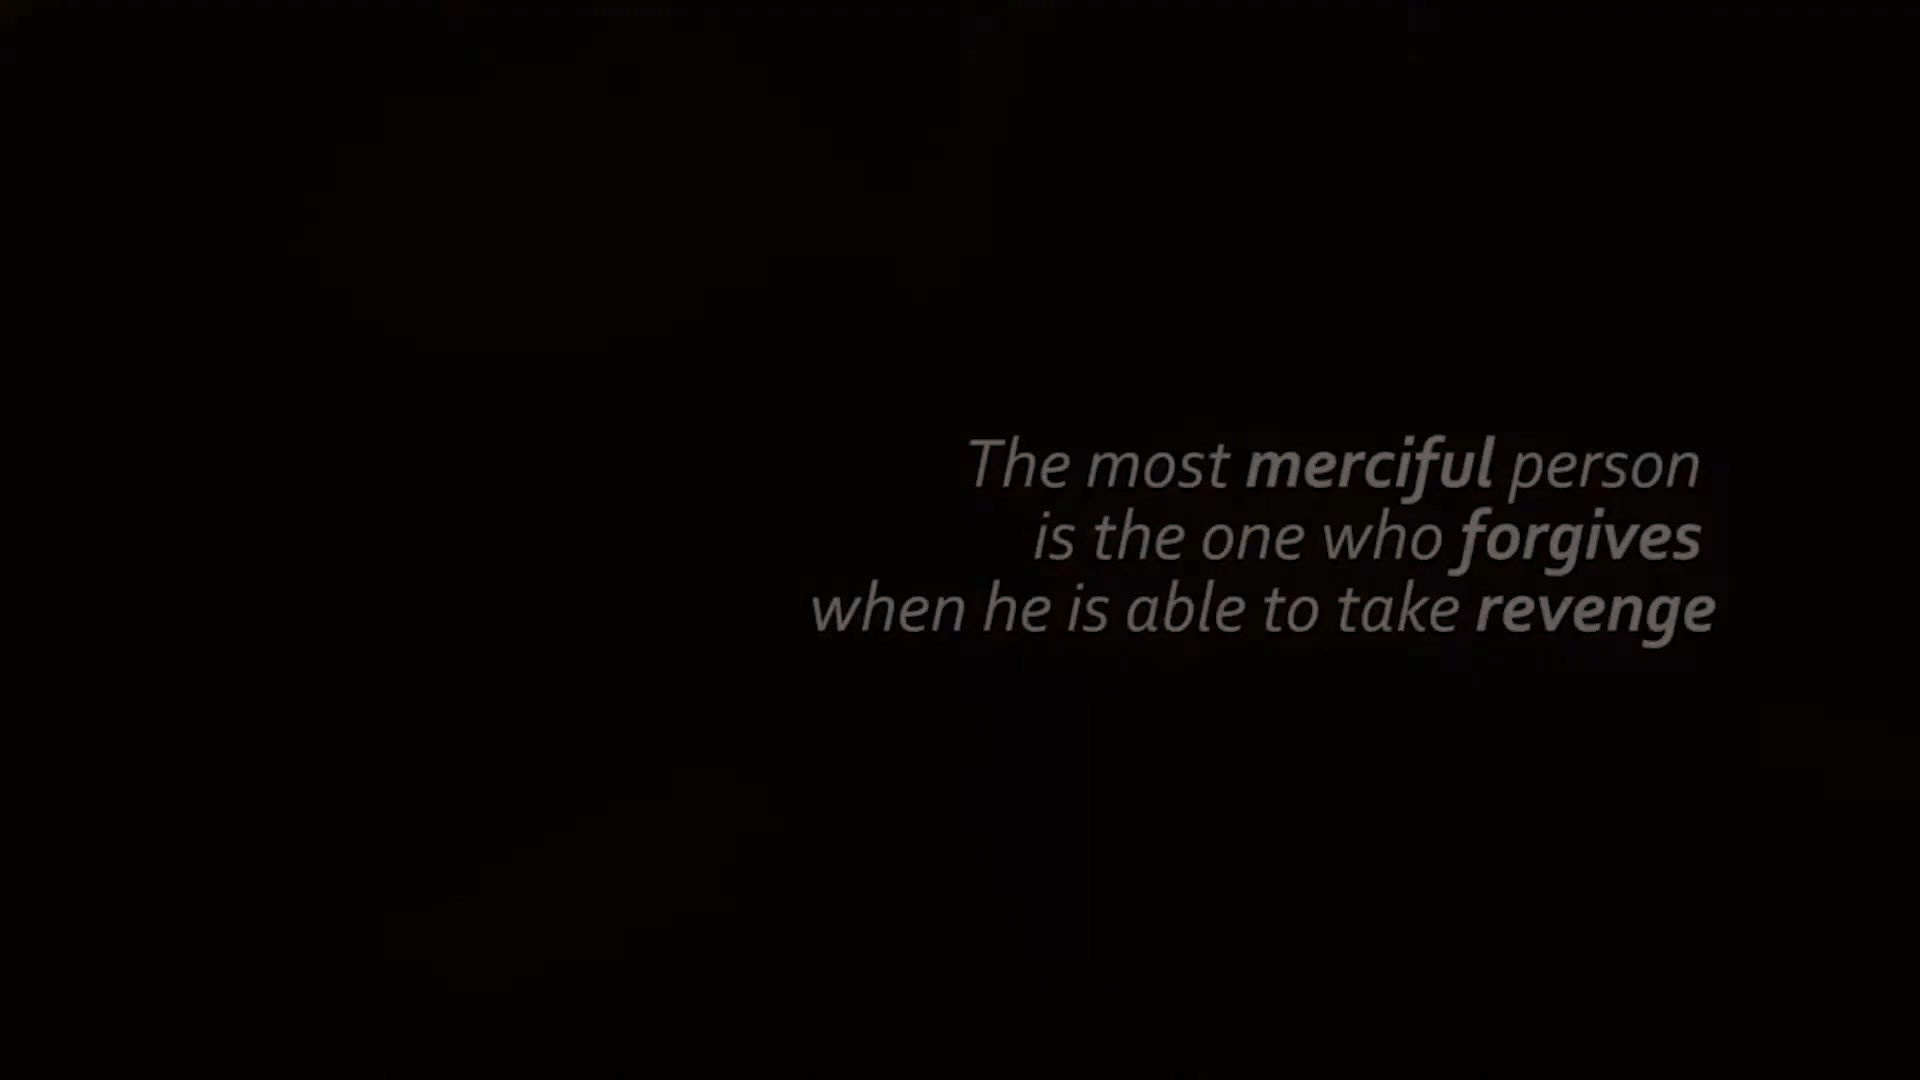 The most merciful person
is the one who forgives
when he is able to take revenge